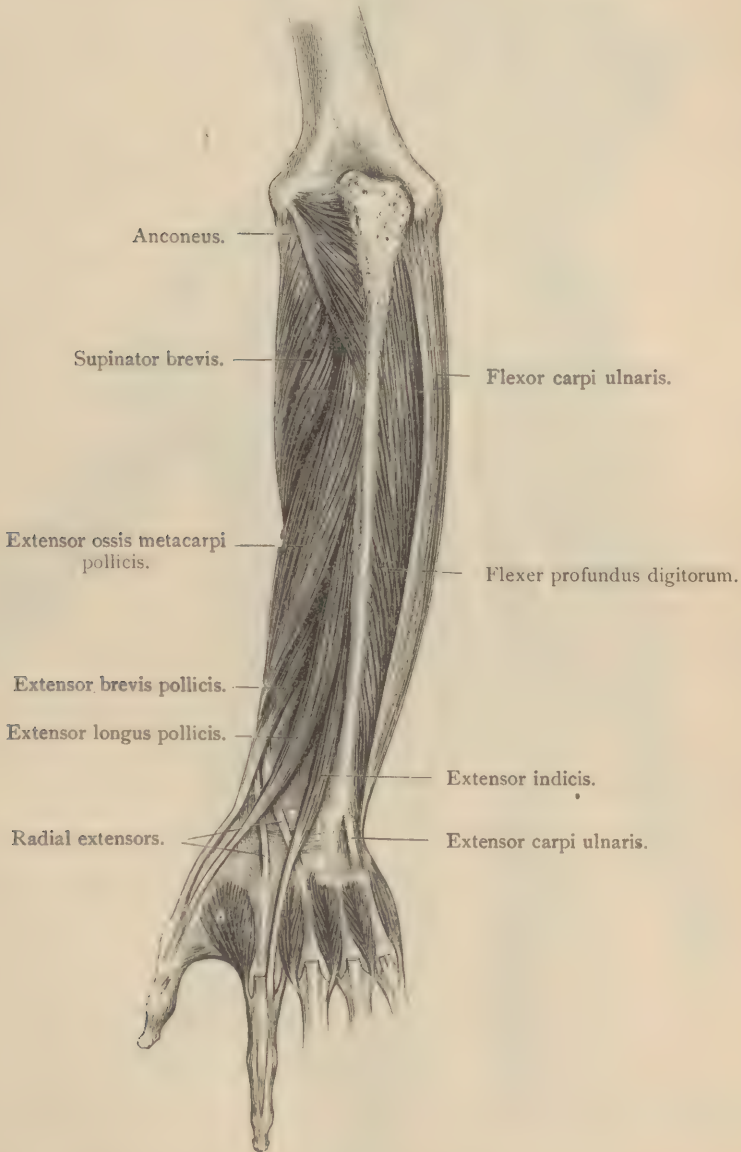 Anconeus.
Supinator brevis.
Flexor carpi ulnaris.
Extensor ossis metacarpi
pollicis.
Flexer profundus digitorum.
Extensor brevis pollicis.
Extensor longus pollicis.
Extensor indicis.
Radial extensors.
Extensor carpi ulnaris.